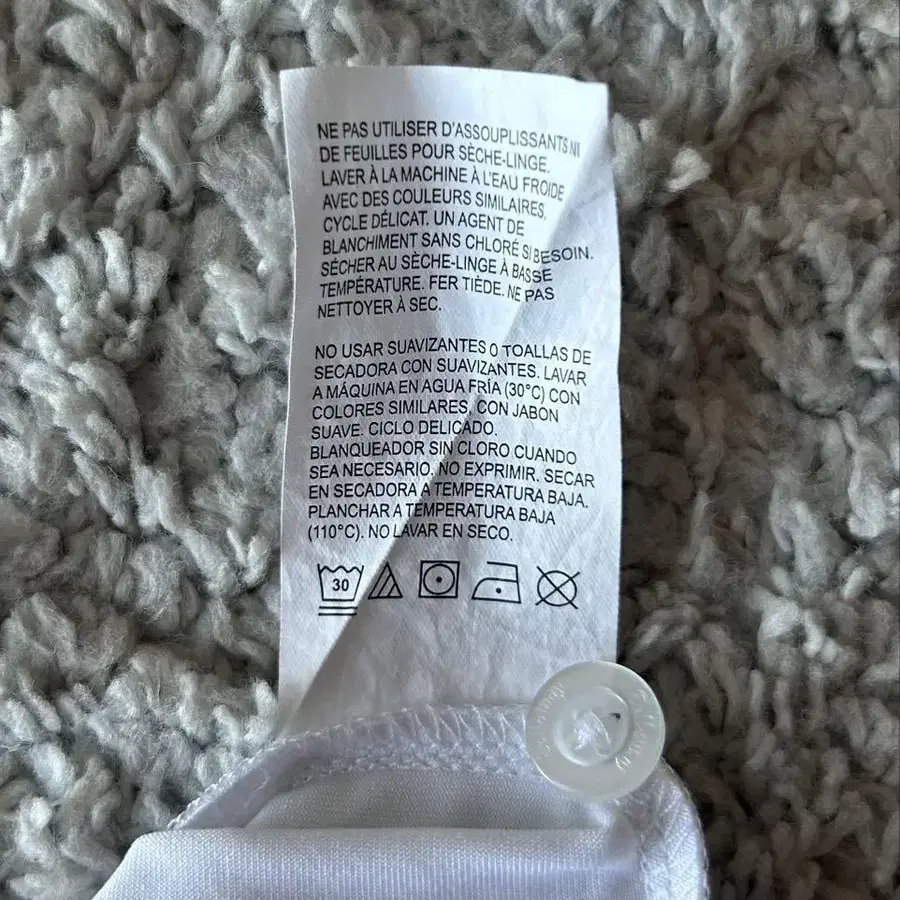 NE PAS UTILISER D'ASSOUPLISSANTS NI
DE FEUILLES POUR SÈCHE-LINGE.
LAVER À LA MACHINE À L'EAU FROIDE
AVEC DES COULEURS SIMILAIRES,
CYCLE DÉLICAT. UN AGENT DE
BLANCHIMENT SANS CHLORÉ SI BESOIN.
SÉCHER AU SÈCHE-LINGE À BASSE
TEMPÉRATURE. FER TIÈDE. NE PAS
NETTOYER À SEC.
NO USAR SUAVIZANTES 0 TOALLAS DE
SECADORA CON SUAVIZANTES. LAVAR
A MÁQUINA EN AGUA FRÍA (30°C) CON
COLORES SIMILARES, CON JABON
SUAVE. CICLO DELICADO.
BLANQUEADOR SIN CLORO CUANDO
SEA NECESARIO. NO EXPRIMIR. SECAR
EN SECADORA A TEMPERATURA BAJA.
PLANCHAR A TEMPERATURA BAJA
(110°C). NO LAVAR EN SECO.
30